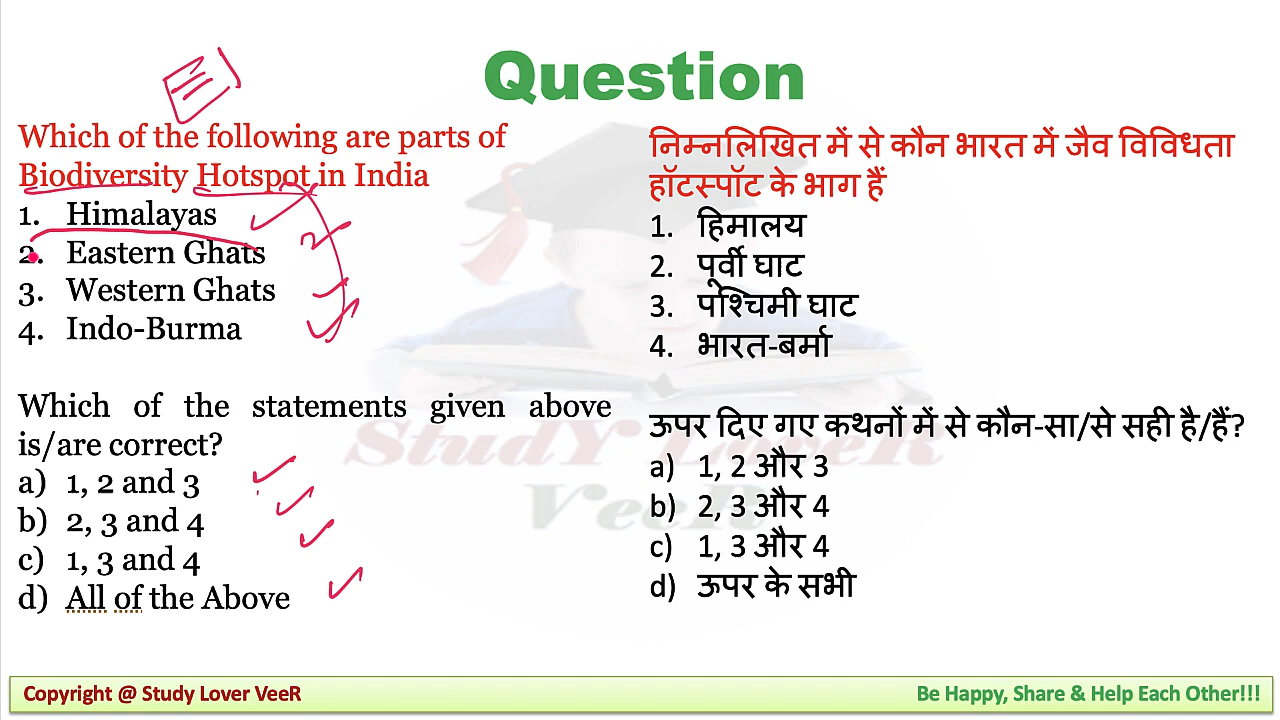 Question
Which of the following are parts of
Biodiversity Hotspot in India
1. Himalayas
2. Eastern Ghats
3. Western Ghats
4. Indo-Burma
Which of the statements given above
is/are correct?
a) 1, 2 and 3
b) 2, 3 and 4
c) 1, 3 and 4
d) All of the Above
निम्नलिखित में से कौन भारत में जैव विविधता
हॉटस्पॉट के भाग हैं
1. हिमालय
2. पूर्वी घाट
3. पश्चिमी घाट
4. भारत-बर्मा
ऊपर दिए गए कथनों में से कौन-सा/से सही है/हैं?
a) 1, 2 और 3
b) 2, 3 और 4
c) 1, 3 और 4
d) ऊपर के सभी
StudY LoveR
VeeR
Copyright @ Study Lover VeeR
Be Happy, Share & Help Each Other!!!